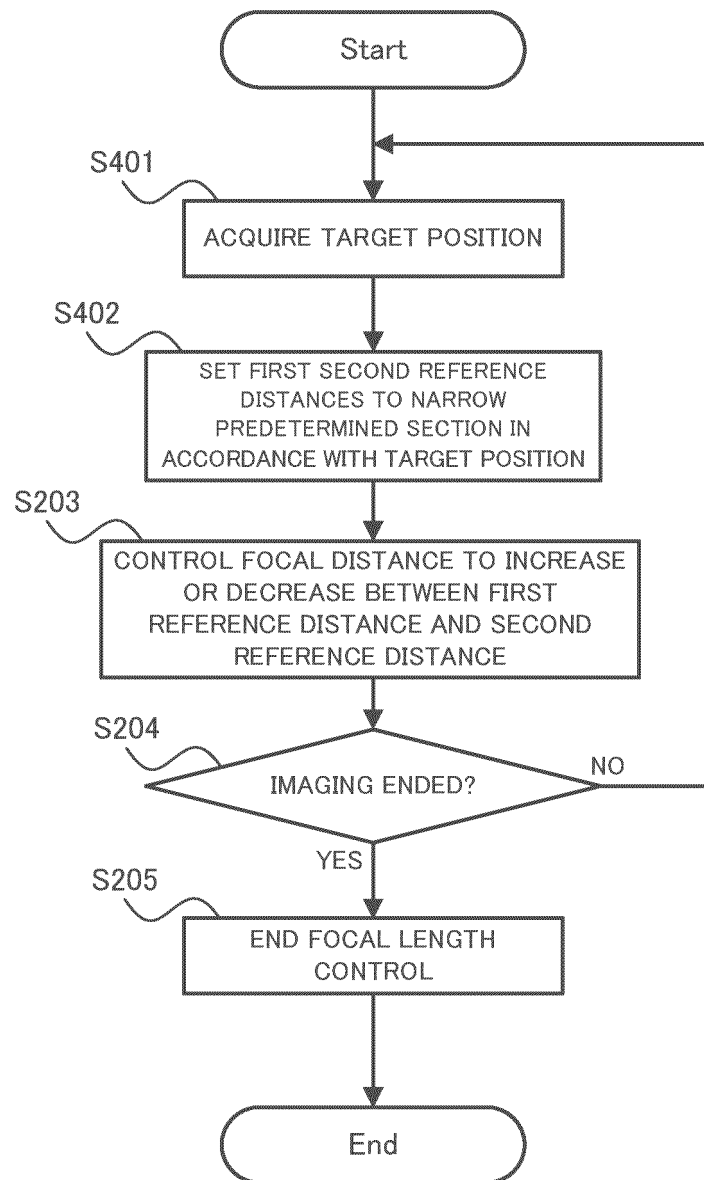 Start
S401
ACQUIRE TARGET POSITION
S402
SET FIRST SECOND REFERENCE
DISTANCES TO NARROW
PREDETERMINED SECTION IN
ACCORDANCE WITH TARGET POSITION
S203
CONTROL FOCAL DISTANCE TO INCREASE
OR DECREASE BETWEEN FIRST
REFERENCE DISTANCE AND SECOND
REFERENCE DISTANCE
S204
IMAGING ENDED?
NO
YES
S205
END FOCAL LENGTH
CONTROL
End